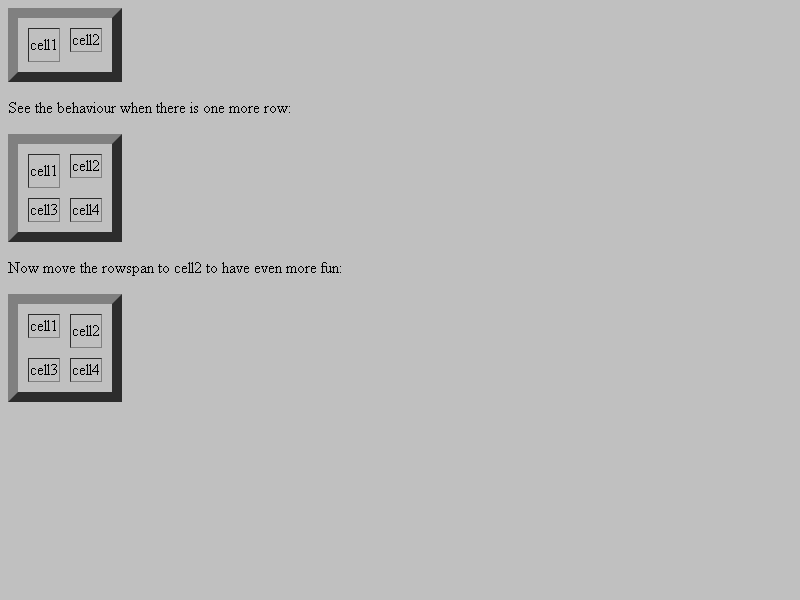 cell1 cell2
See the behaviour when there is one more row:
cell1 cell2
cell3 cell4
Now move the rowspan to cell2 to have even more fun:
cell1 cell2
cell3 cell4